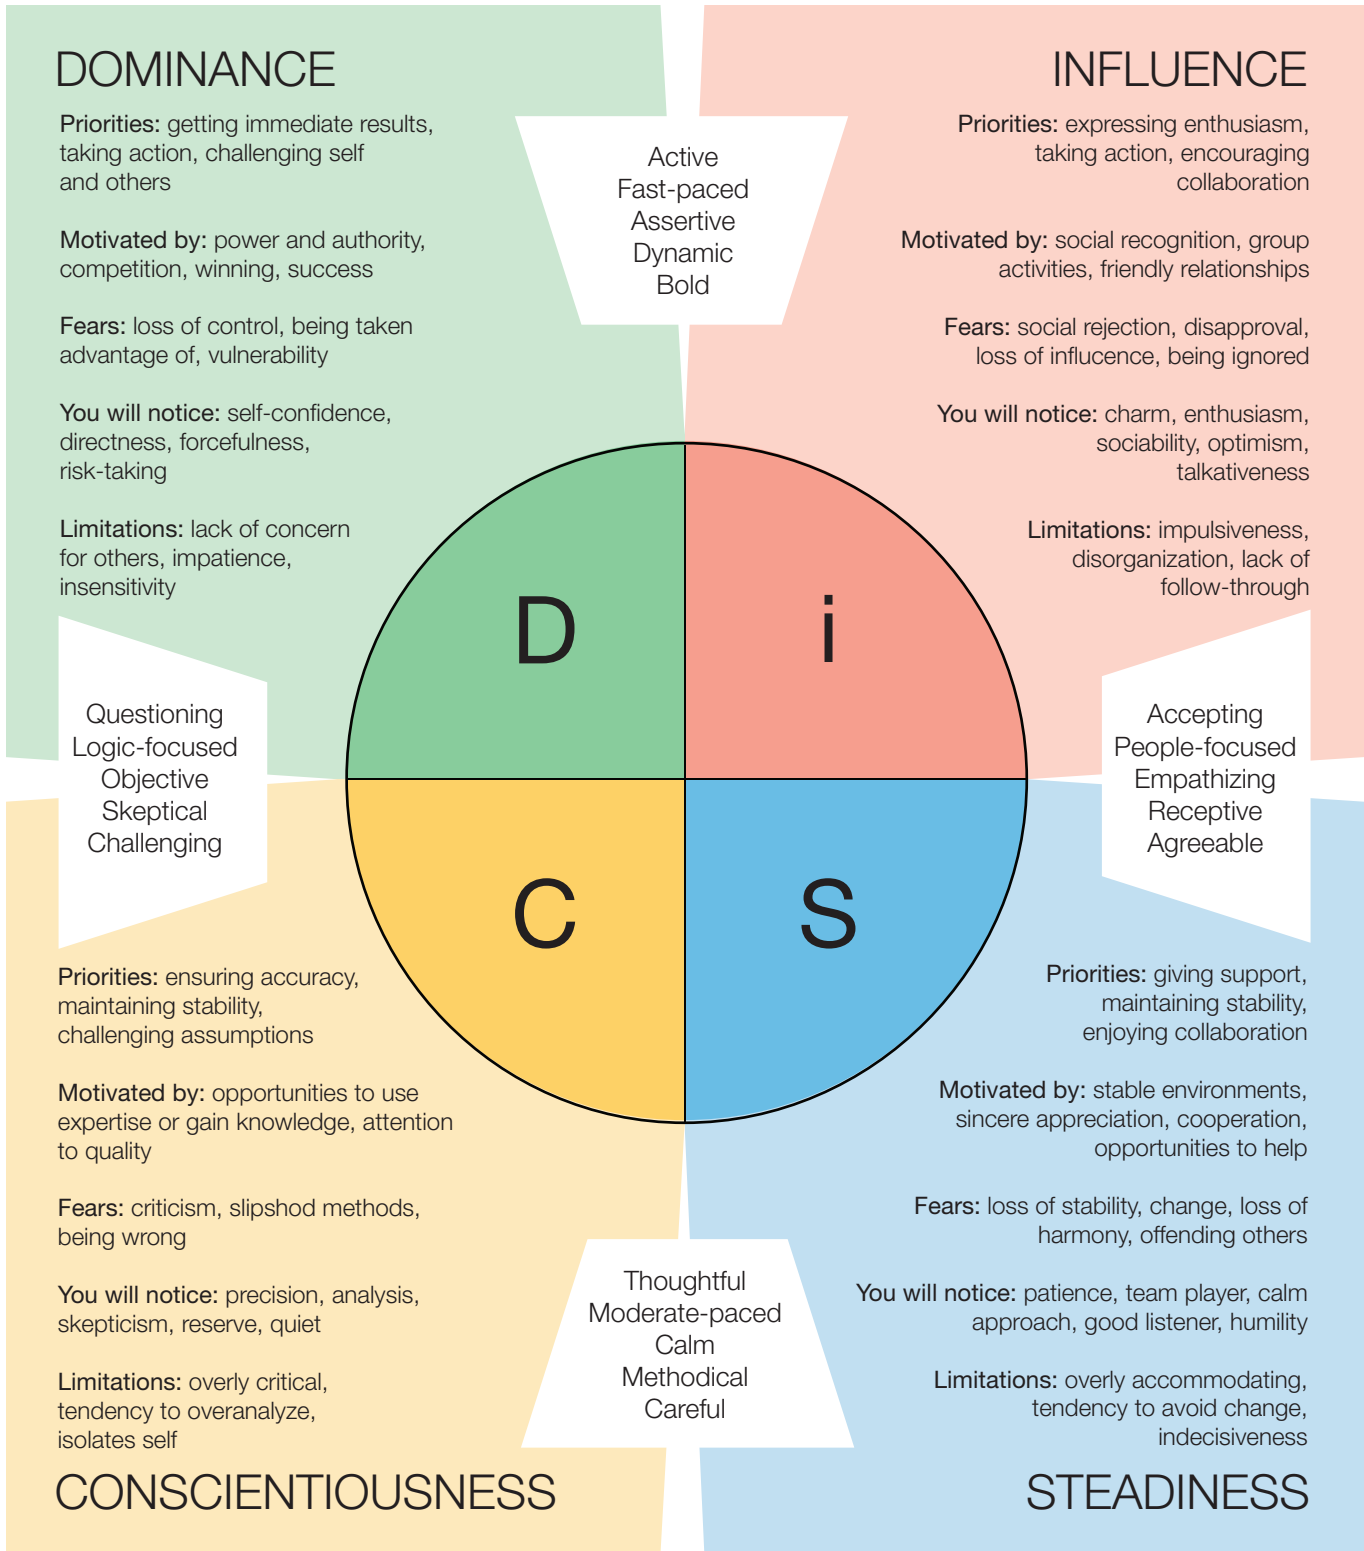 DOMINANCE
Priorities: getting immediate results,
taking action, challenging self
and others
Motivated by: power and authority,
competition, winning, success
Fears: loss of control, being taken
advantage of, vulnerability
You will notice: self-confidence,
directness, forcefulness,
risk-taking
Limitations: lack of concern
for others, impatience,
insensitivity
Active
Fast-paced
Assertive
Dynamic
Bold
INFLUENCE
Priorities: expressing enthusiasm,
taking action, encouraging
collaboration
Motivated by: social recognition, group
activities, friendly relationships
Fears: social rejection, disapproval,
loss of influcence, being ignored
You will notice: charm, enthusiasm,
sociability, optimism,
talkativeness
Limitations: impulsiveness,
disorganization, lack of
follow-through
D
i
Questioning
Logic-focused
Objective
Skeptical
Challenging
Accepting
People-focused
Empathizing
Receptive
Agreeable
C
S
Priorities: ensuring accuracy,
maintaining stability,
challenging assumptions
Motivated by: opportunities to use
expertise or gain knowledge, attention
to quality
Fears: criticism, slipshod methods,
being wrong
You will notice: precision, analysis,
skepticism, reserve, quiet
Limitations: overly critical,
tendency to overanalyze,
isolates self
CONSCIENTIOUSNESS
Thoughtful
Moderate-paced
Calm
Methodical
Careful
Priorities: giving support,
maintaining stability,
enjoying collaboration
Motivated by: stable environments,
sincere appreciation, cooperation,
opportunities to help
Fears: loss of stability, change, loss of
harmony, offending others
You will notice: patience, team player, calm
approach, good listener, humility
Limitations: overly accommodating,
tendency to avoid change,
indecisiveness
STEADINESS